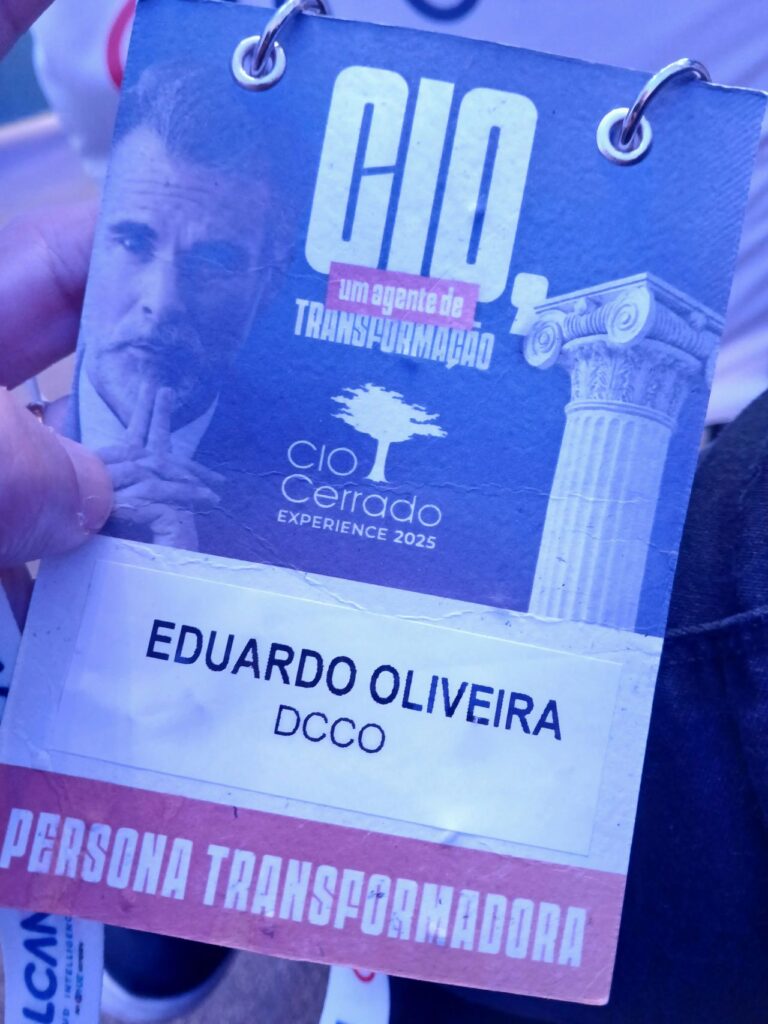 CIO,
um agente de
TRANSFORMAÇÃO
CIO
Cerrado
EXPERIENCE 2025
EDUARDO OLIVEIRA
DCCO
PERSONA TRANSFORMADORA